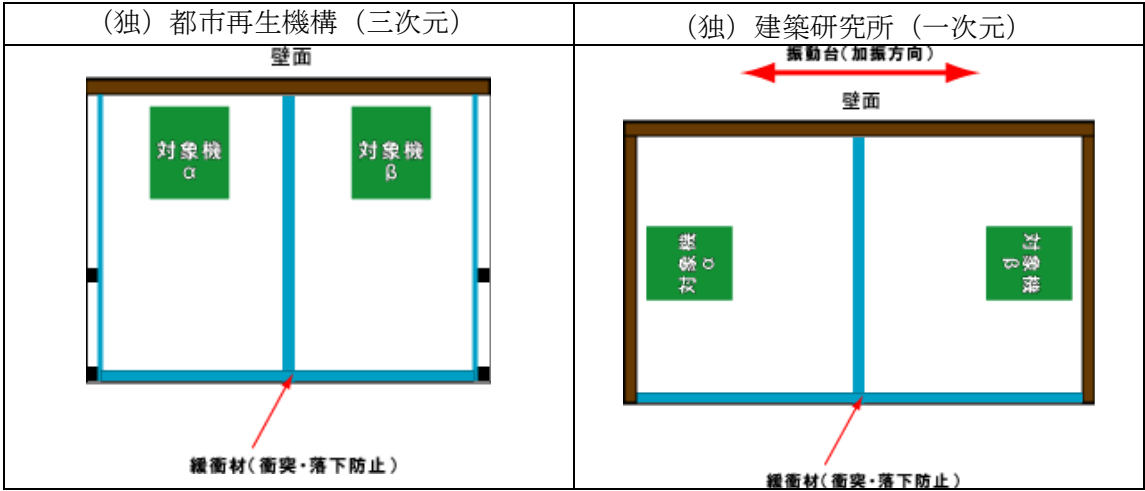 （独）都市再生機構（三次元）
壁面
対象機
α
対象機
β
緩衝材(衝突・落下防止)
（独）建築研究所（一次元）
振動台(加振方向)
壁面
対象機
α
対象機
β
緩衝材(衝突・落下防止)